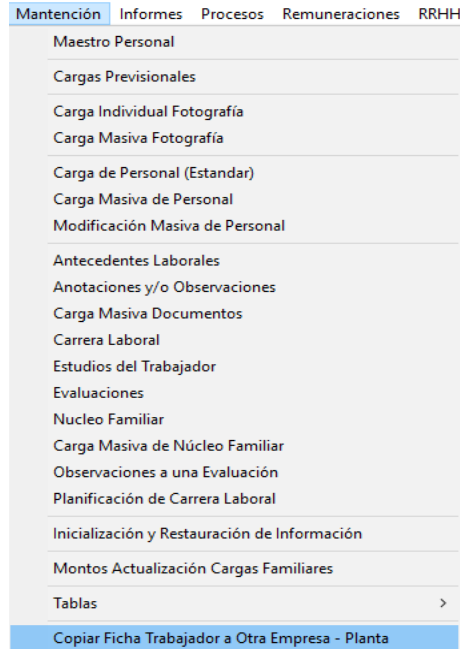 Mantención Informes Procesos Remuneraciones RRHH
Maestro Personal
Cargas Previsionales
Carga Individual Fotografía
Carga Masiva Fotografía
Carga de Personal (Estandar)
Carga Masiva de Personal
Modificación Masiva de Personal
Antecedentes Laborales
Anotaciones y/o Observaciones
Carga Masiva Documentos
Carrera Laboral
Estudios del Trabajador
Evaluaciones
Nucleo Familiar
Carga Masiva de Núcleo Familiar
Observaciones a una Evaluación
Planificación de Carrera Laboral
Inicialización y Restauración de Información
Montos Actualización Cargas Familiares
Tablas >
Copiar Ficha Trabajador a Otra Empresa - Planta